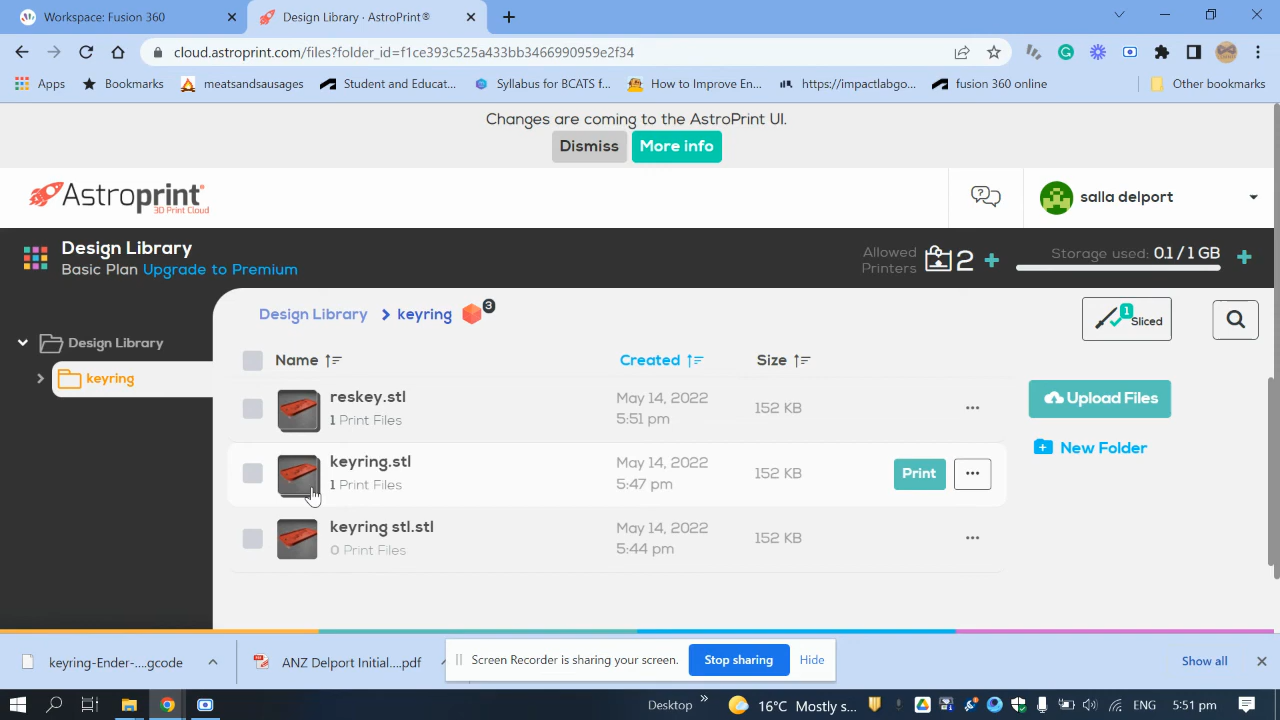 Workspace: Fusion 360
Design Library · AstroPrint®
cloud.astroprint.com/files?folder_id=f1ce393c525a433bb3466990959e2f34
Apps
Bookmarks
meatsandsausages
Student and Educat...
Syllabus for BCATS f...
How to Improve En...
https://impactlabgo...
fusion 360 online
Other bookmarks
Changes are coming to the AstroPrint UI.
Dismiss
More info
Astroprint®
3D Print Cloud
salla delport
Design Library
Basic Plan Upgrade to Premium
Allowed
Printers
2
Storage used: 0.1 / 1 GB
Design Library
keyring
Design Library > keyring 3
1 Sliced
Name
Created
Size
reskey.stl
1 Print Files
May 14, 2022
5:51 pm
152 KB
Upload Files
New Folder
keyring.stl
1 Print Files
May 14, 2022
5:47 pm
152 KB
Print
keyring stl.stl
0 Print Files
May 14, 2022
5:44 pm
152 KB
keyring-Ender-....gcode
ANZ Delport Initial....pdf
Screen Recorder is sharing your screen.
Stop sharing
Hide
Show all
Desktop
16°C Mostly s...
ENG
5:51 pm